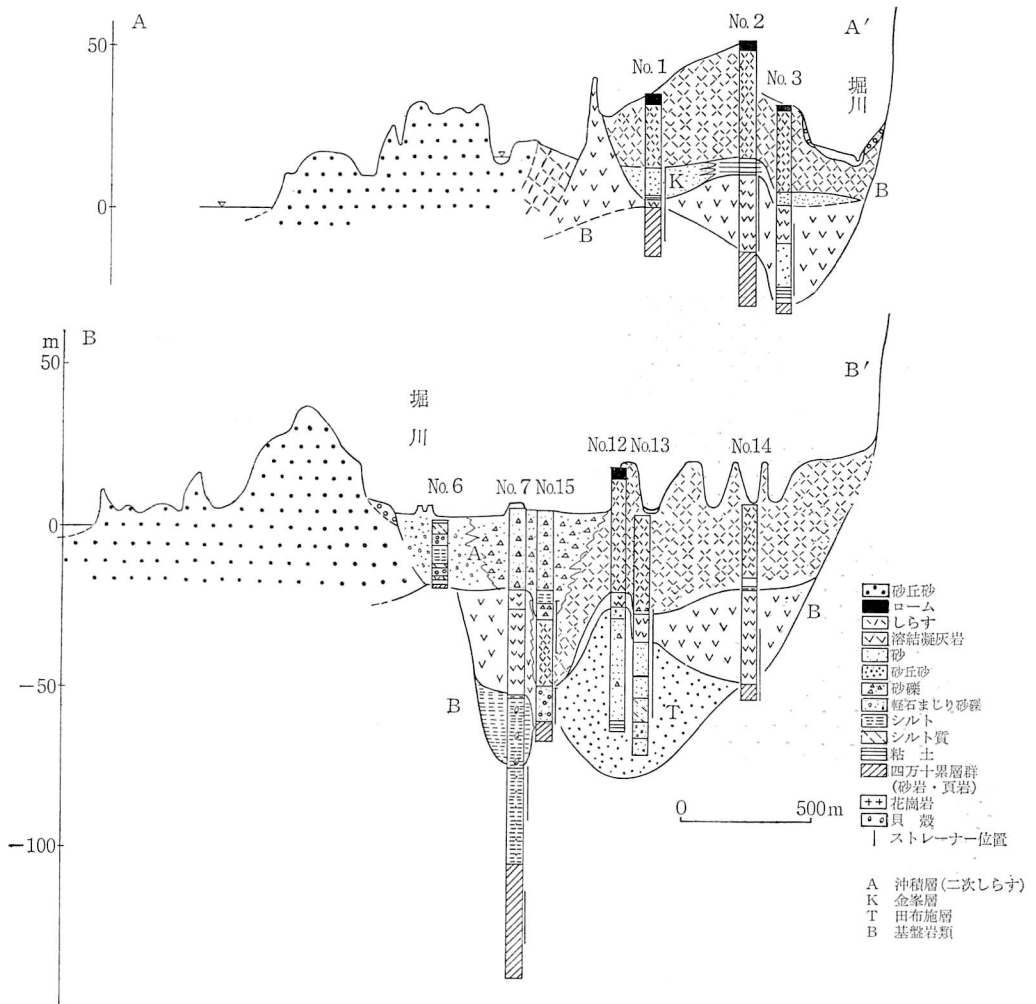 A
A′
50
0
No.1
No.2
No.3
堀川
K
B
B
m
B
B′
50
0
−50
−100
堀川
No.6
No.7
No.15
No.12
No.13
No.14
A
B
T
B
0
500m
砂丘砂
ローム
しらす
溶結凝灰岩
砂
砂丘砂
砂礫
軽石まじり砂礫
シルト
シルト質
粘土
四万十累層群
(砂岩・頁岩)
花崗岩
貝殻
ストレーナー位置
A 沖積層(二次しらす)
K 金峯層
T 田布施層
B 基盤岩類